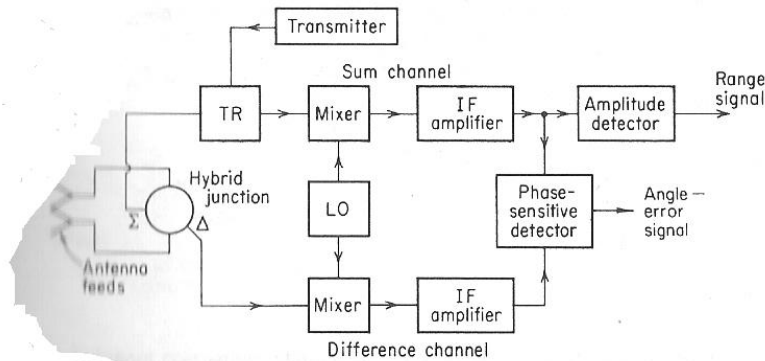 Transmitter
Sum channel
Range
signal
TR
Mixer
IF
amplifier
Amplitude
detector
Hybrid
junction
Σ
Δ
LO
Phase-
sensitive
detector
Angle–
error
signal
Antenna
feeds
Mixer
IF
amplifier
Difference channel